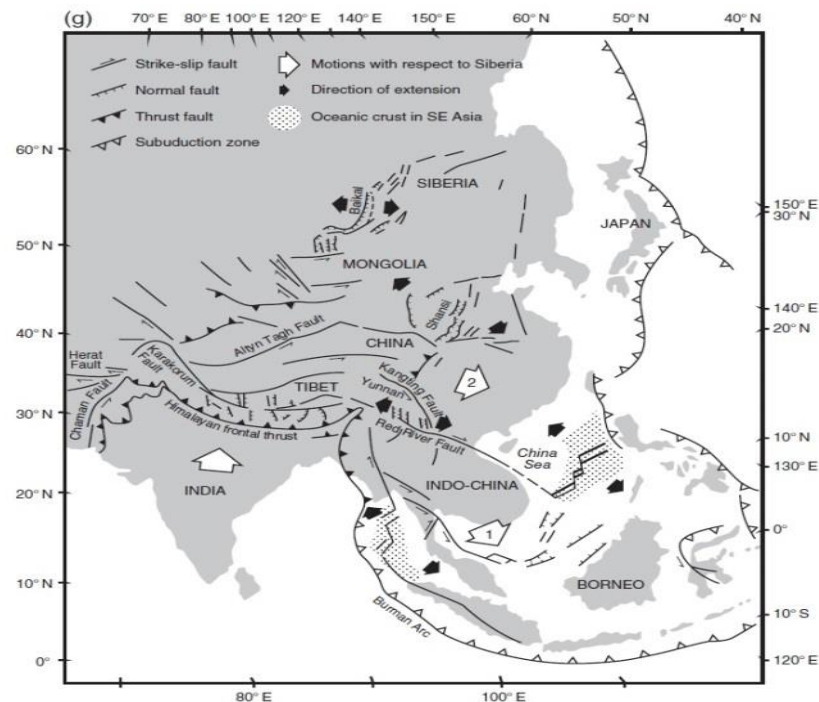 (g)
70° E 80° E 100° E 120° E 140° E 150° E 60° N 50° N 40° N
Strike-slip fault
Normal fault
Thrust fault
Subuduction zone
Motions with respect to Siberia
Direction of extension
Oceanic crust in SE Asia
60° N
SIBERIA
Baikal
JAPAN
150° E
30° N
50° N
MONGOLIA
Shansi
140° E
20° N
40° N
Altyn Tagh Fault
CHINA
Herat
Fault
Karakorum
Fault
Kangting Fault
2
TIBET
Yunnan
Chaman Fault
30° N
Himalayan frontal thrust
Red River Fault
China
Sea
10° N
130° E
INDIA
INDO-CHINA
20° N
1
0°
10° N
BORNEO
Burman Arc
10° S
0°
120° E
80° E
100° E